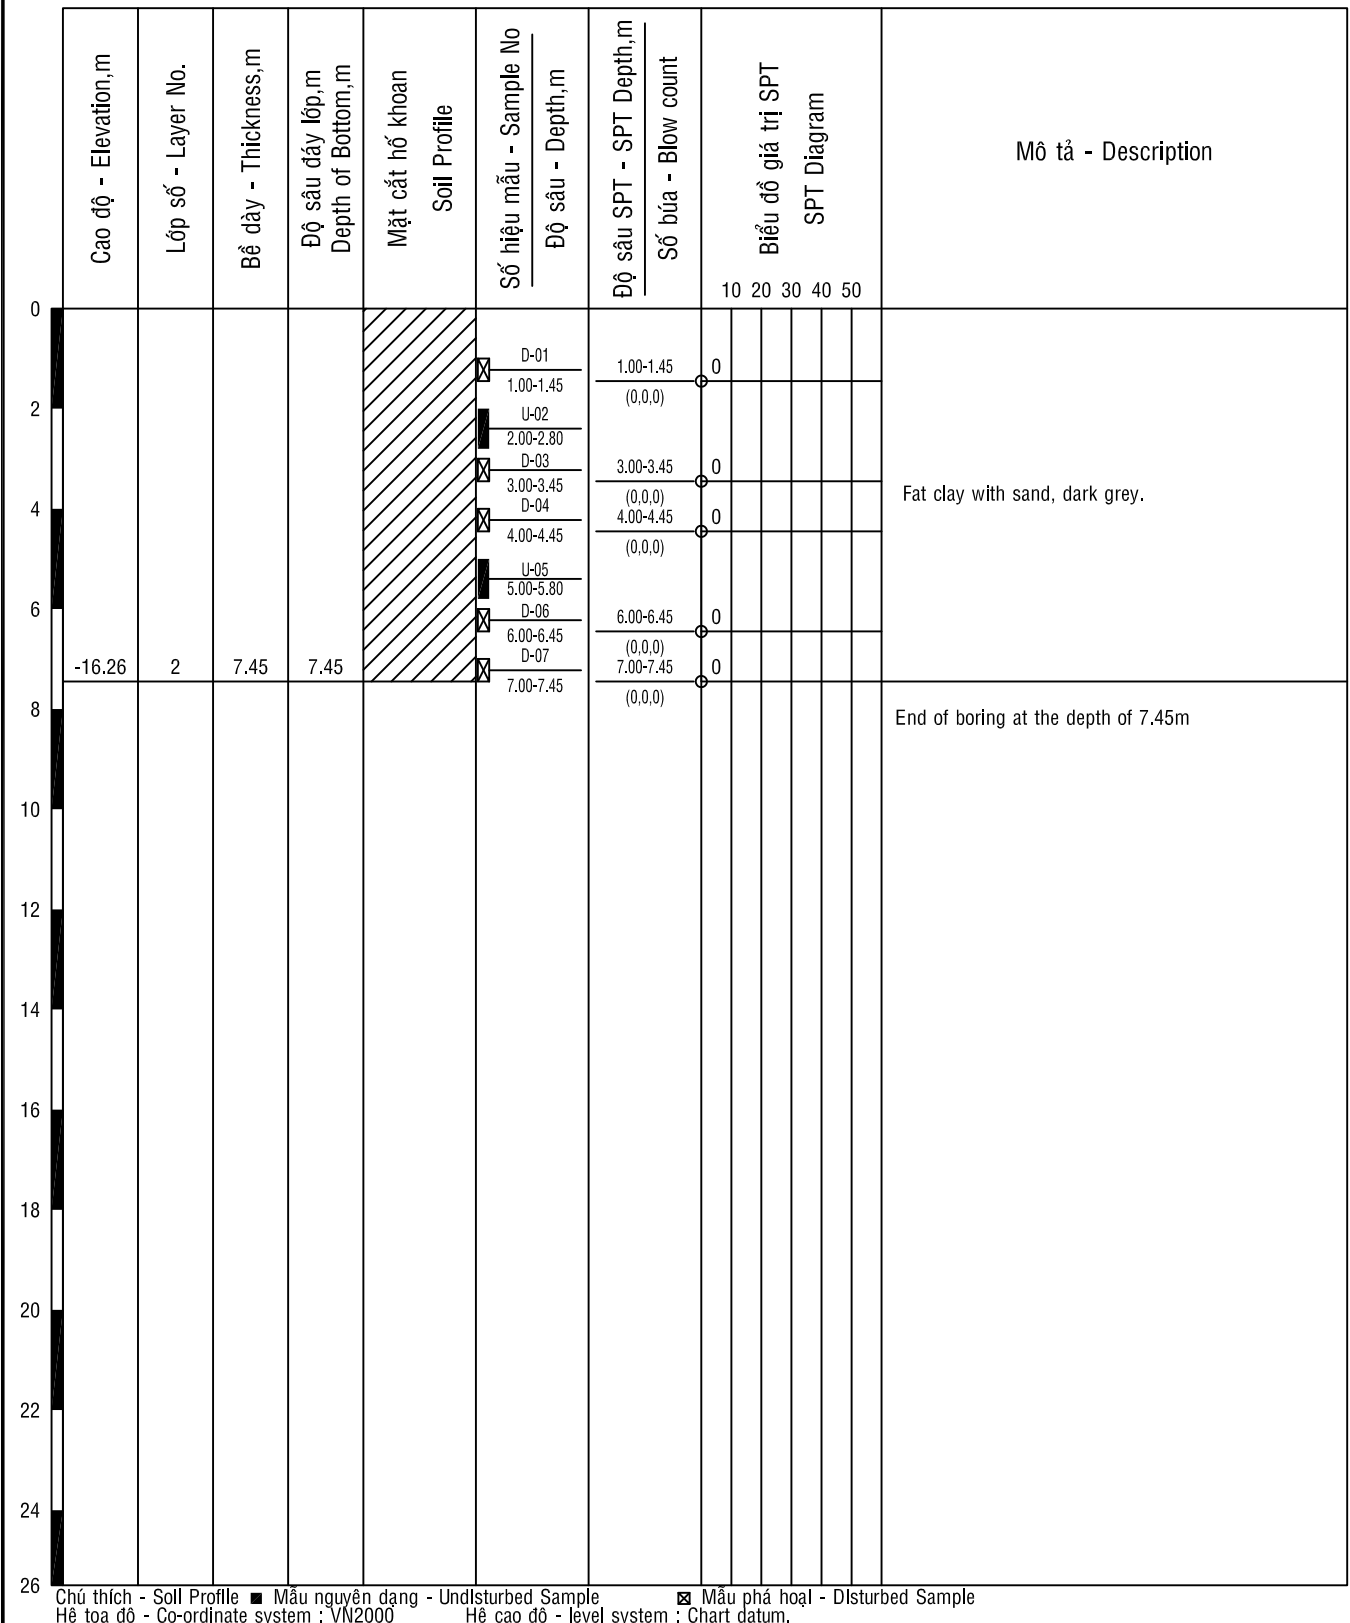 Cao độ - Elevation,m
Lớp số - Layer No.
Bề dày - Thickness,m
Độ sâu đáy lớp,m
Depth of Bottom,m
Mặt cắt hố khoan
Soil Profile
Số hiệu mẫu - Sample No
Độ sâu - Depth,m
Độ sâu SPT - SPT Depth,m
Số búa - Blow count
Biểu đồ giá trị SPT
SPT Diagram
10 20 30 40 50
Mô tả - Description
0
D-01
1.00-1.45
1.00-1.45
(0,0,0)
0
2
U-02
2.00-2.80
D-03
3.00-3.45
3.00-3.45
(0,0,0)
0
Fat clay with sand, dark grey.
4
D-04
4.00-4.45
4.00-4.45
(0,0,0)
0
U-05
5.00-5.80
6
D-06
6.00-6.45
6.00-6.45
(0,0,0)
0
-16.26 2 7.45 7.45
D-07
7.00-7.45
7.00-7.45
(0,0,0)
0
8
End of boring at the depth of 7.45m
10
12
14
16
18
20
22
24
26
Chú thích - Soil Profile Mẫu nguyên dạng - Undisturbed Sample Mẫu phá hoại - Disturbed Sample
Hệ tọa độ - Co-ordinate system : VN2000 Hệ cao độ - level system : Chart datum.